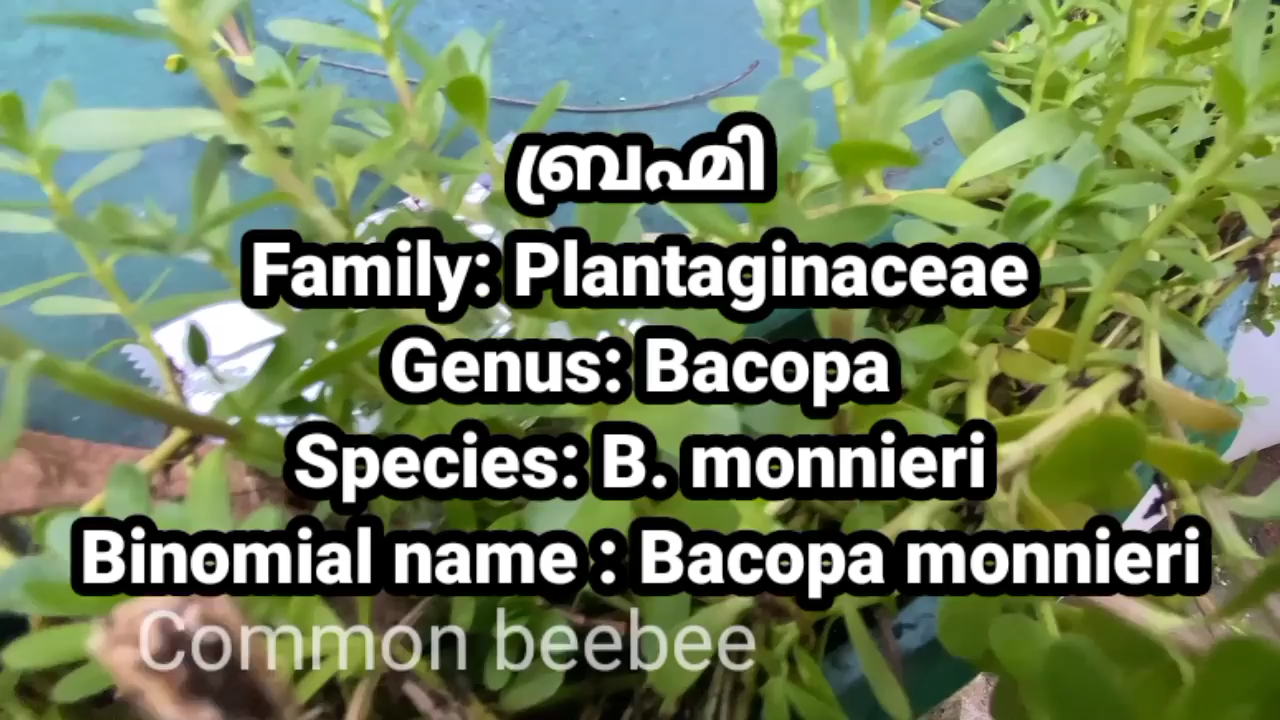 ബ്രഹ്മി
Family: Plantaginaceae
Genus: Bacopa
Species: B. monnieri
Binomial name : Bacopa monnieri
Common beebee